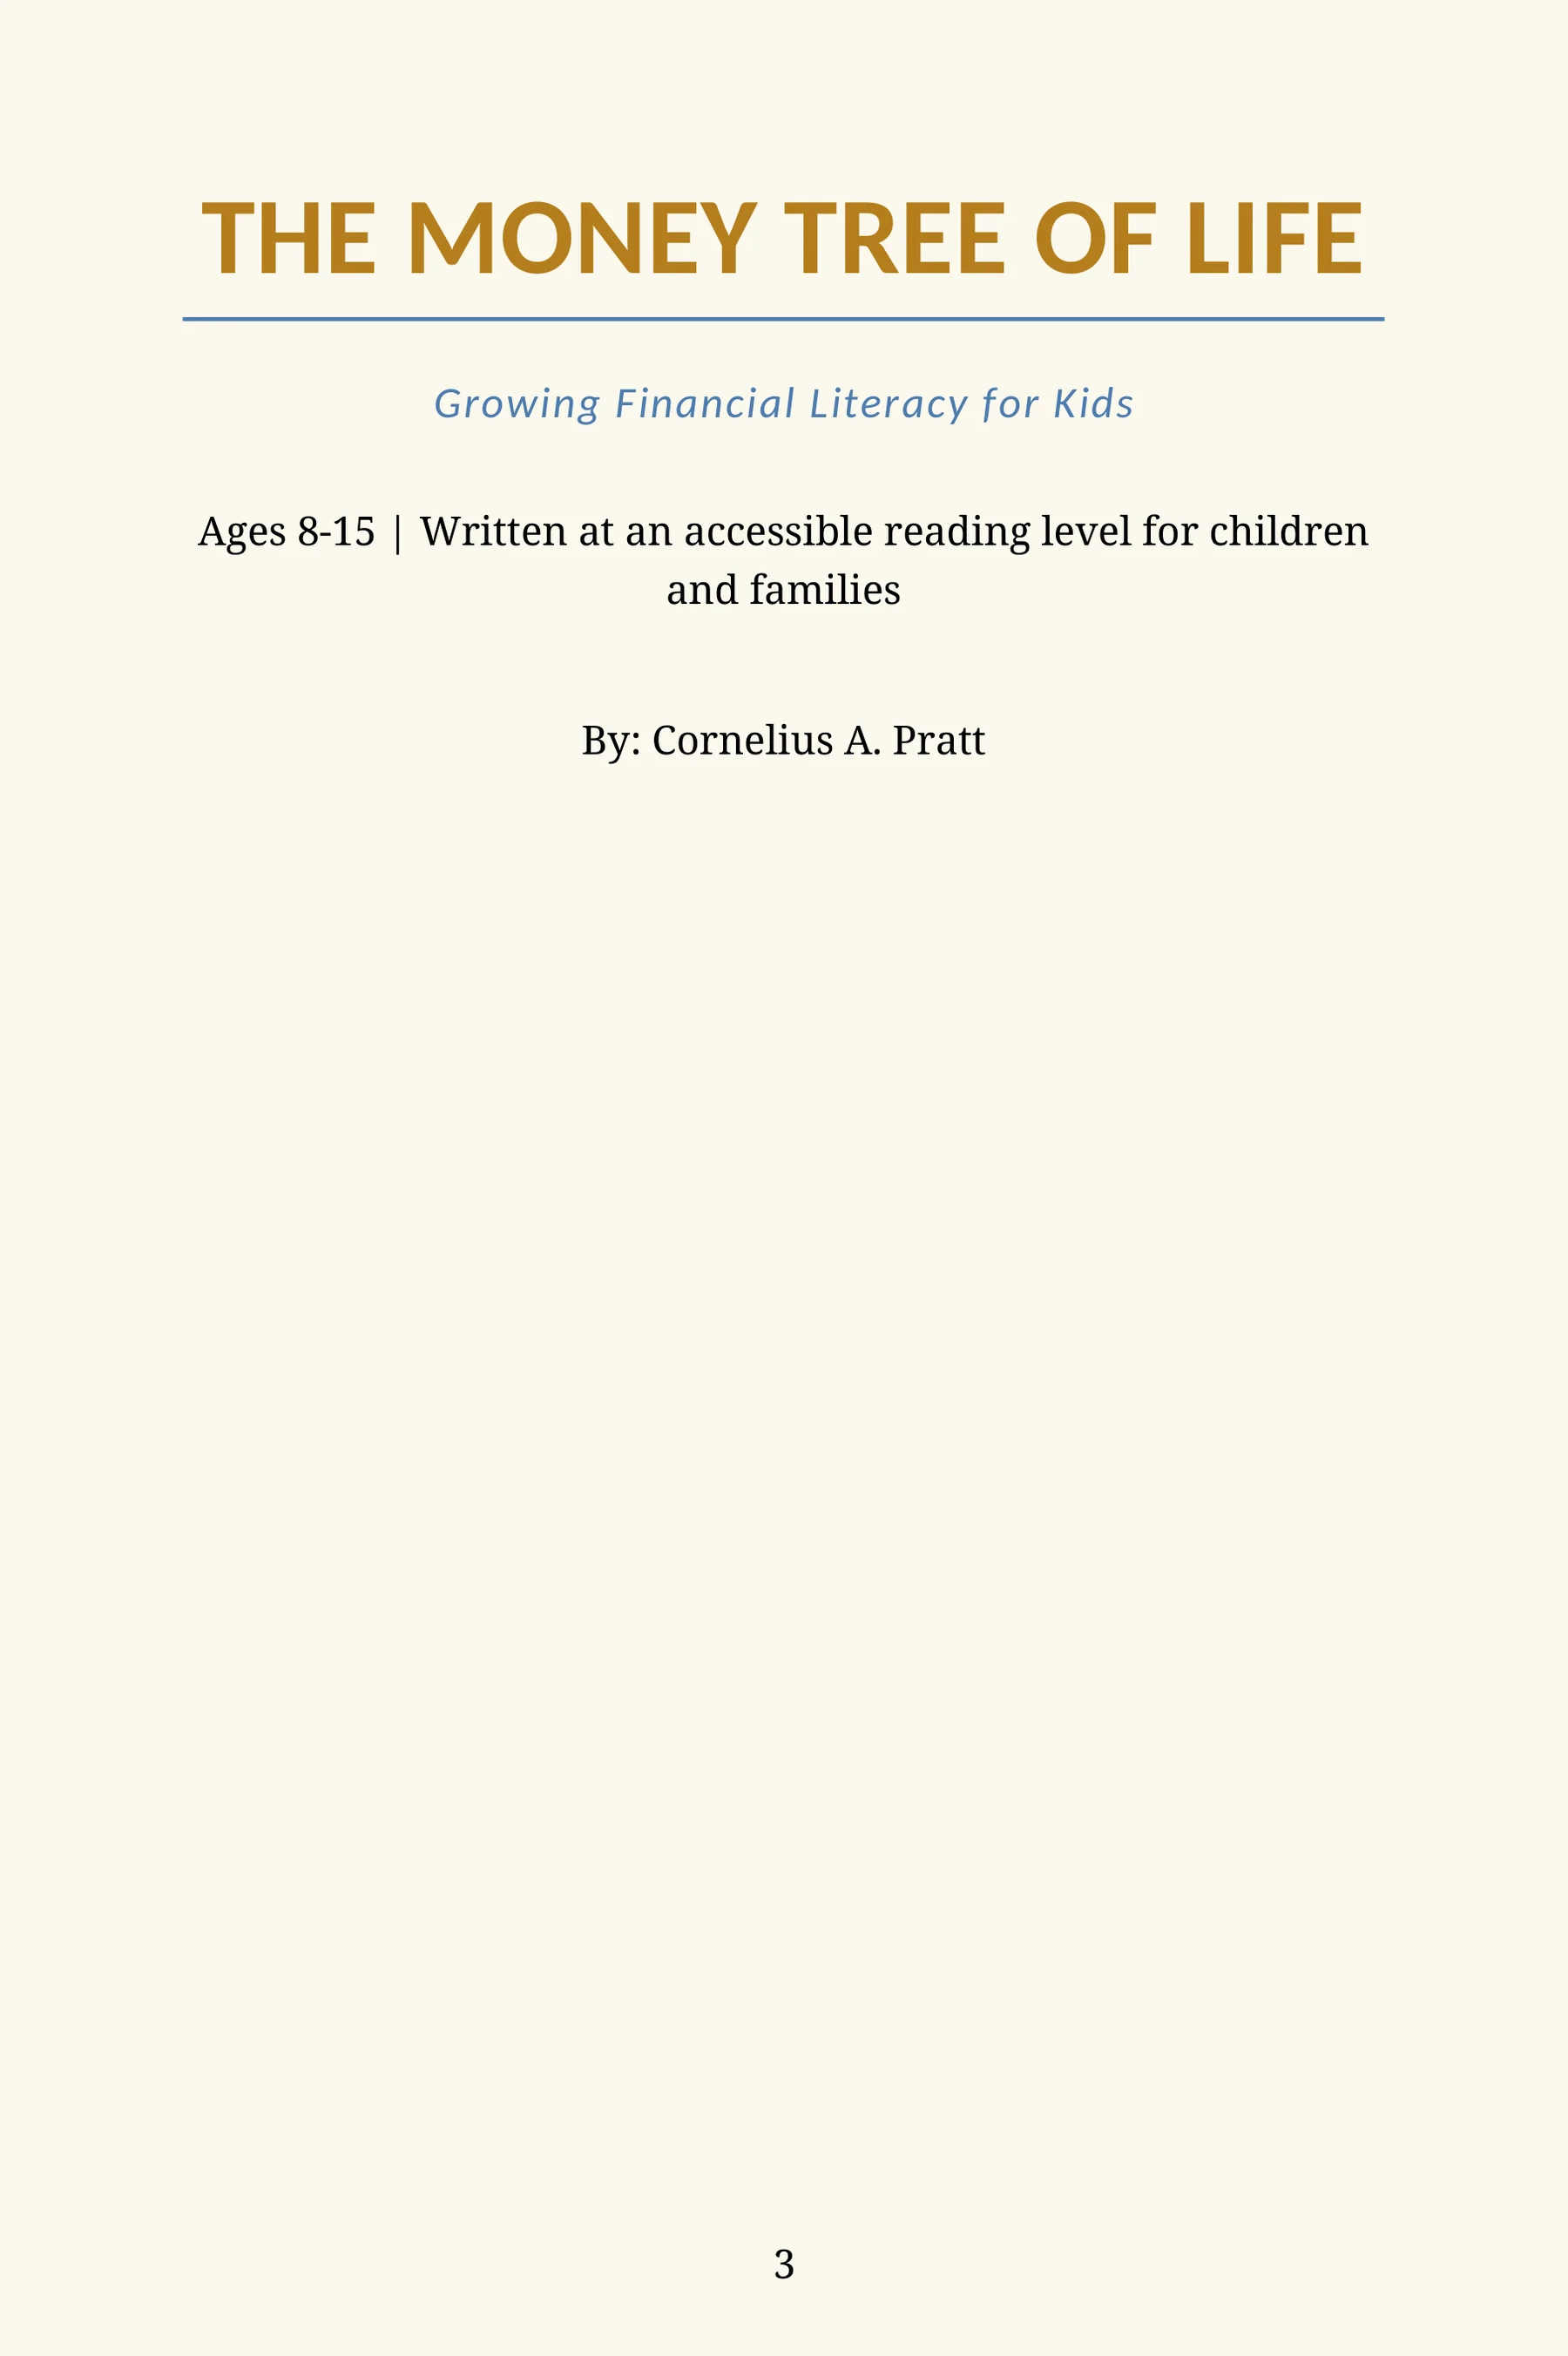 THE MONEY TREE OF LIFE
Growing Financial Literacy for Kids
Ages 8-15 | Written at an accessible reading level for children
and families
By: Cornelius A. Pratt
3